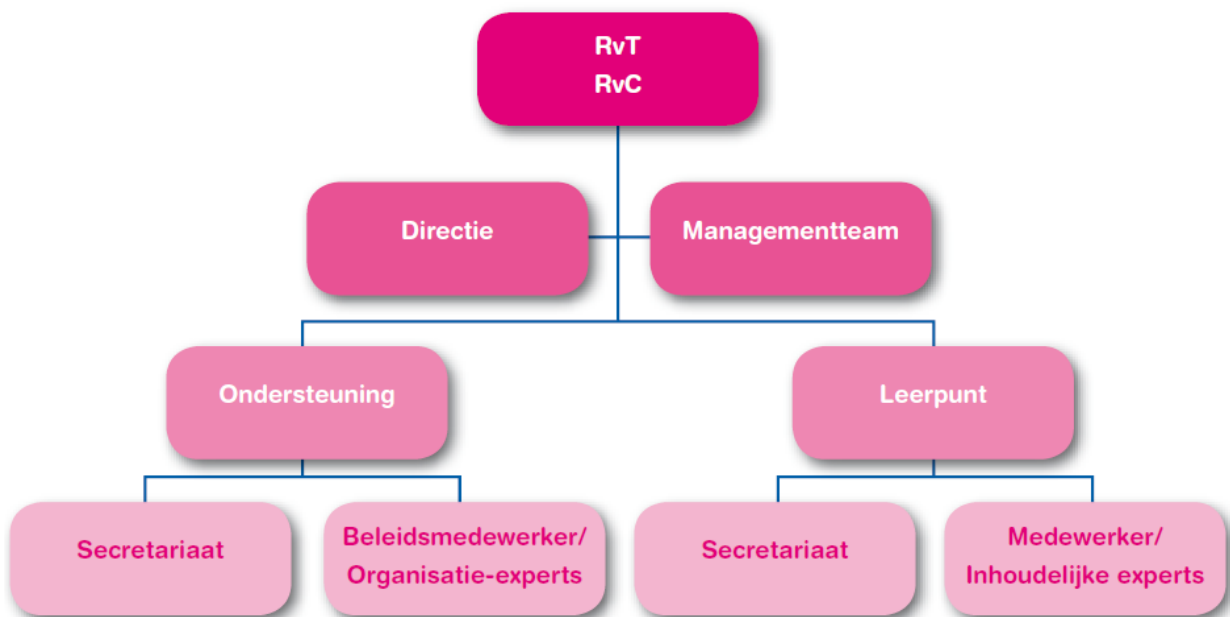 RvT
RvC
Directie
Managementteam
Ondersteuning
Leerpunt
Secretariaat
Beleidsmedewerker/
Organisatie-experts
Secretariaat
Medewerker/
Inhoudelijke experts